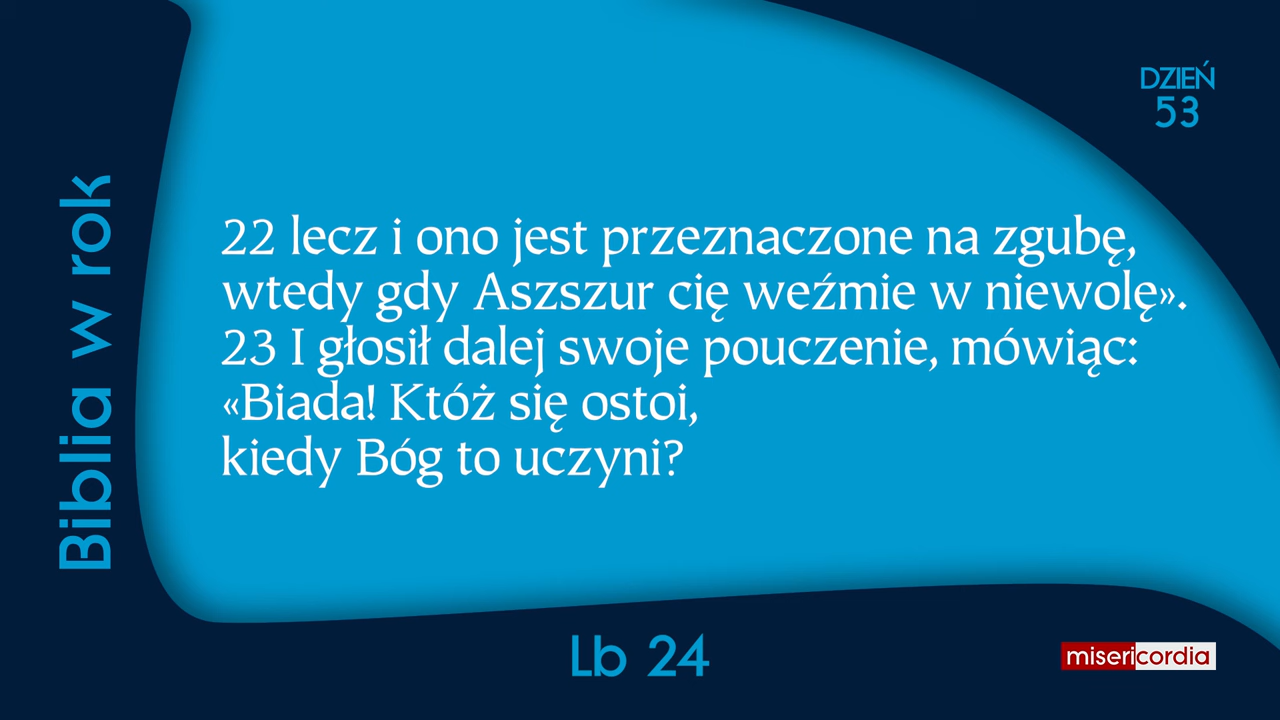 DZIEŃ
53
Biblia w rok
22 lecz i ono jest przeznaczone na zgubę,
wtedy gdy Aszszur cię weźmie w niewolę».
23 I głosił dalej swoje pouczenie, mówiąc:
«Biada! Któż się ostoi,
kiedy Bóg to uczyni?
Lb 24
misericordia